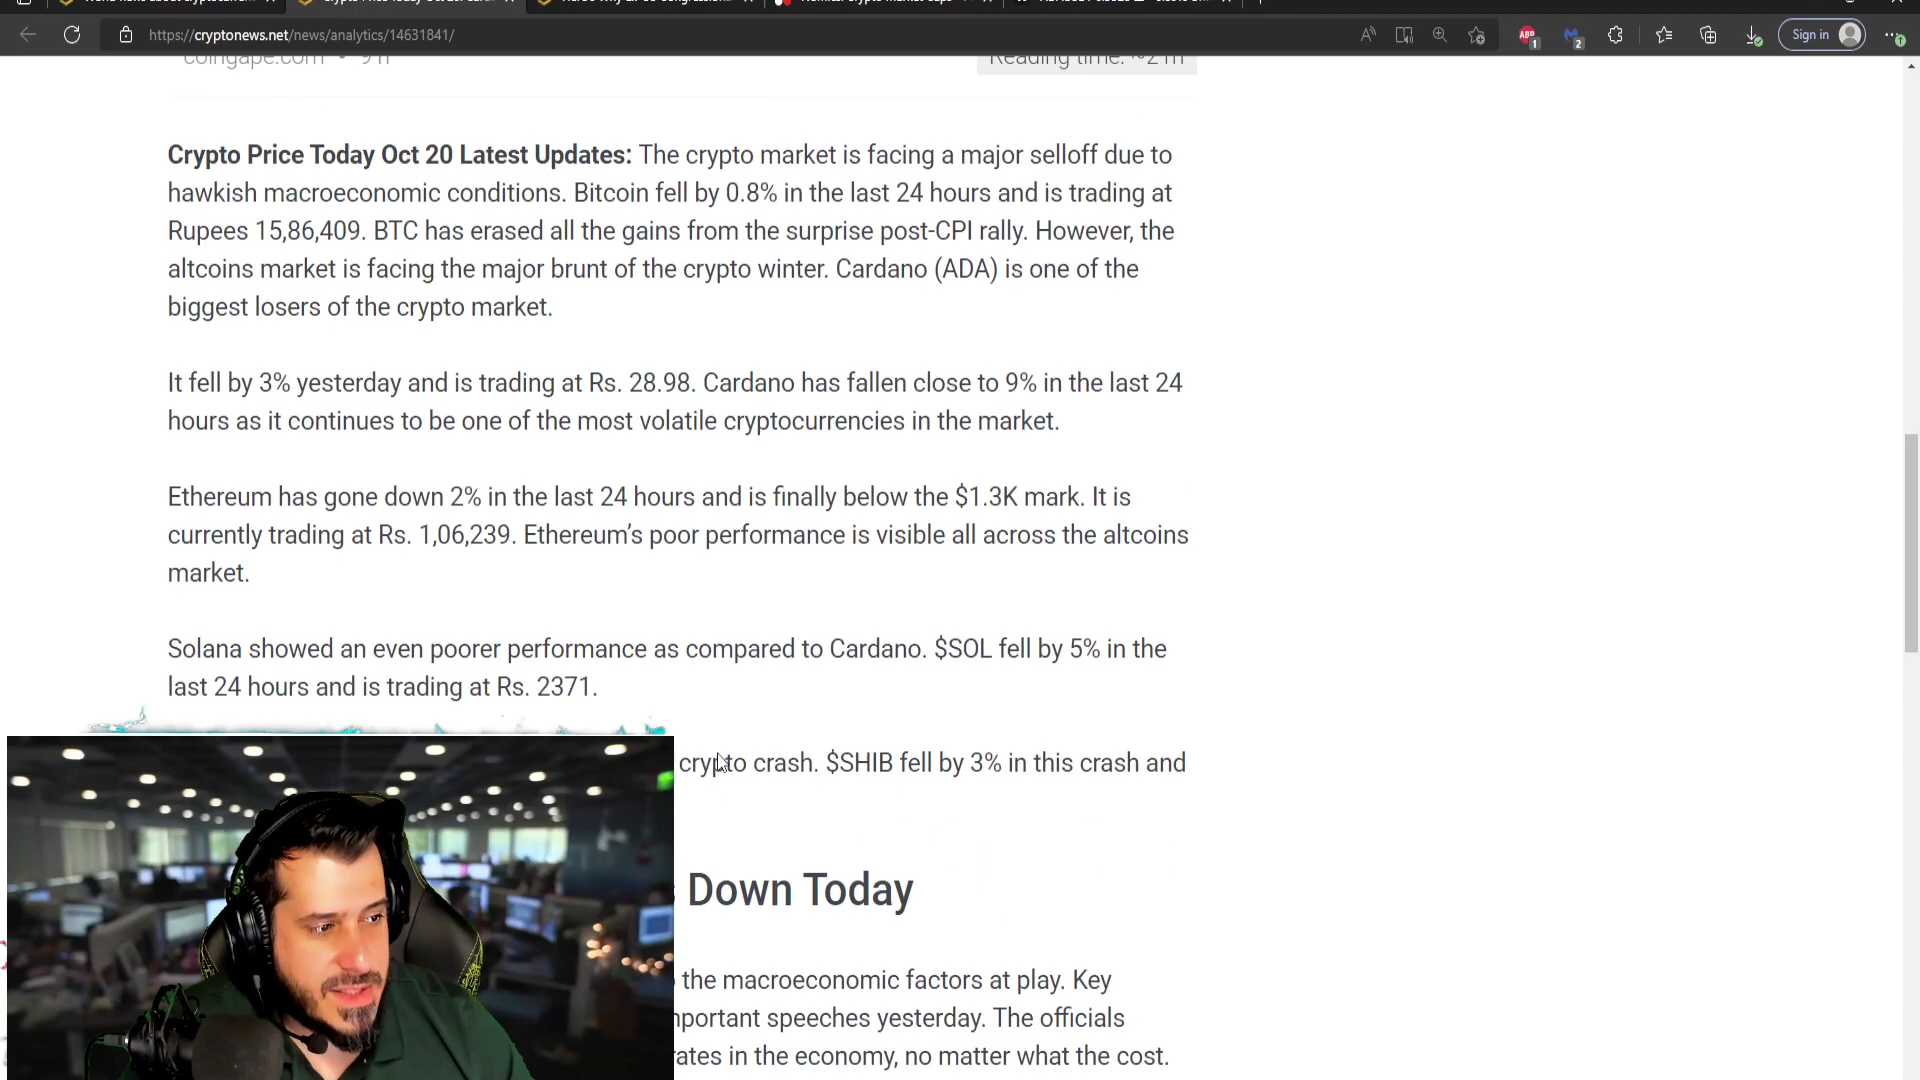 https://cryptonews.net/news/analytics/14631841/
Sign in
coingape.com • 9 h
Reading time: ~2 m
Crypto Price Today Oct 20 Latest Updates: The crypto market is facing a major selloff due to
hawkish macroeconomic conditions. Bitcoin fell by 0.8% in the last 24 hours and is trading at
Rupees 15,86,409. BTC has erased all the gains from the surprise post-CPI rally. However, the
altcoins market is facing the major brunt of the crypto winter. Cardano (ADA) is one of the
biggest losers of the crypto market.
It fell by 3% yesterday and is trading at Rs. 28.98. Cardano has fallen close to 9% in the last 24
hours as it continues to be one of the most volatile cryptocurrencies in the market.
Ethereum has gone down 2% in the last 24 hours and is finally below the $1.3K mark. It is
currently trading at Rs. 1,06,239. Ethereum’s poor performance is visible all across the altcoins
market.
Solana showed an even poorer performance as compared to Cardano. $SOL fell by 5% in the
last 24 hours and is trading at Rs. 2371.
crypto crash. $SHIB fell by 3% in this crash and
Down Today
the macroeconomic factors at play. Key
important speeches yesterday. The officials
rates in the economy, no matter what the cost.